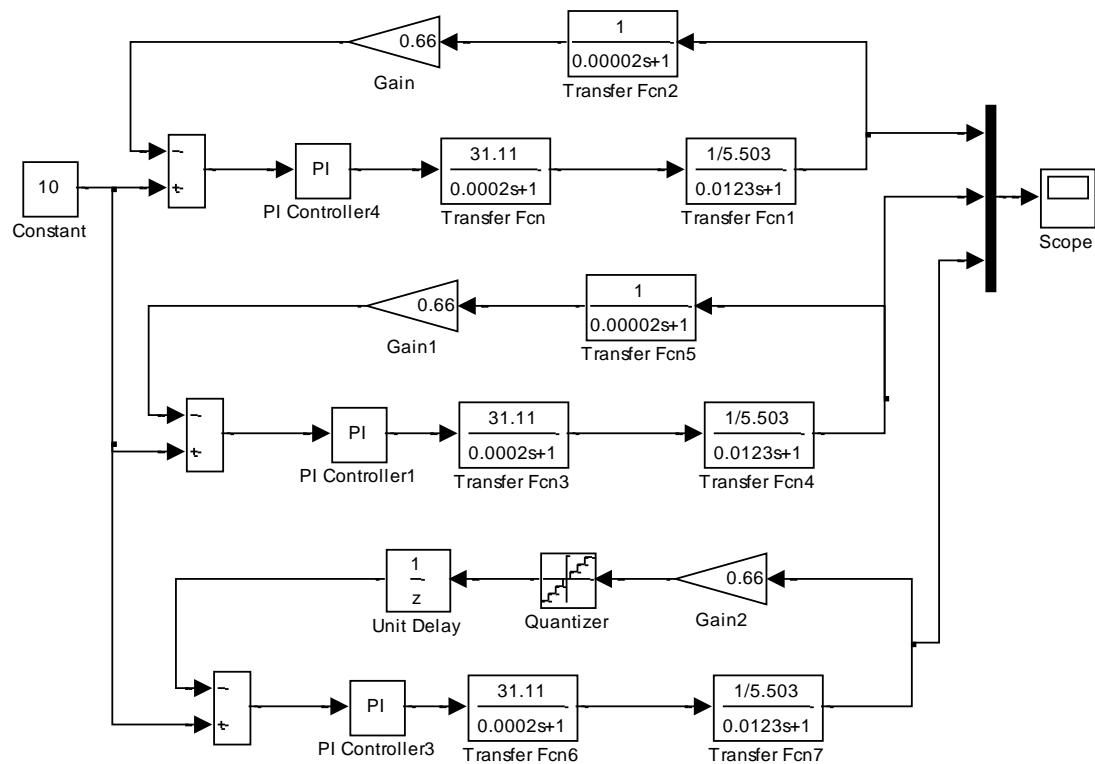 0.66
Gain
1
0.00002s+1
Transfer Fcn2
10
Constant
PI
PI Controller4
31.11
0.0002s+1
Transfer Fcn
1/5.503
0.0123s+1
Transfer Fcn1
Scope
0.66
Gain1
1
0.00002s+1
Transfer Fcn5
PI
PI Controller1
31.11
0.0002s+1
Transfer Fcn3
1/5.503
0.0123s+1
Transfer Fcn4
1
z
Unit Delay
Quantizer
0.66
Gain2
PI
PI Controller3
31.11
0.0002s+1
Transfer Fcn6
1/5.503
0.0123s+1
Transfer Fcn7